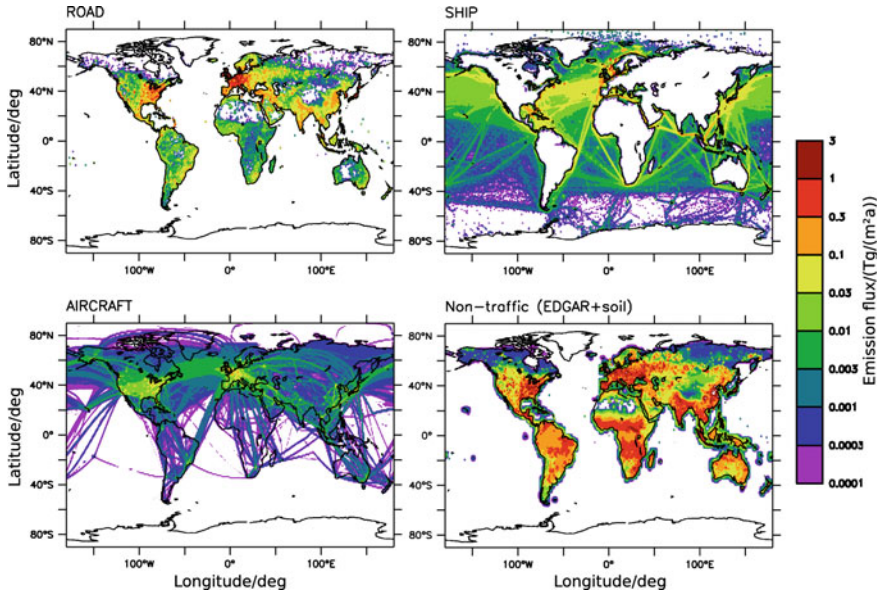 ROAD
SHIP
80°N
40°N
0°
40°S
80°S
Latitude/deg
100°W
0°
100°E
80°N
40°N
0°
40°S
80°S
100°W
0°
100°E
AIRCRAFT
Non-traffic (EDGAR+soil)
80°N
40°N
0°
40°S
80°S
Latitude/deg
100°W
0°
100°E
Longitude/deg
80°N
40°N
0°
40°S
80°S
100°W
0°
100°E
Longitude/deg
3
1
0.3
0.1
0.03
0.01
0.003
0.001
0.0003
0.0001
Emission flux/(Tg/(m²a))